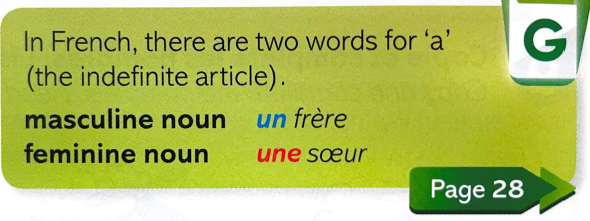 In French, there are two words for ‘a’
(the indefinite article).
masculine noun un frère
feminine noun une sœur
G
Page 28